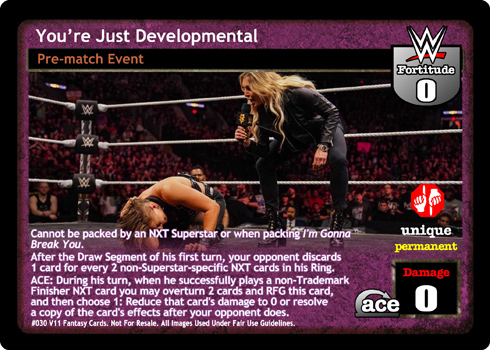 You're Just Developmental
Pre-match Event
W
Fortitude
0
Cannot be packed by an NXT Superstar or when packing I'm Gonna
Break You.
After the Draw Segment of his first turn, your opponent discards
1 card for every 2 non-Superstar-specific NXT cards in his Ring.
ACE: During his turn, when he successfully plays a non-Trademark
Finisher NXT card you may overturn 2 cards and RFG this card,
and then choose 1: Reduce that card's damage to 0 or resolve
a copy of the card's effects after your opponent does.
#030 V11 Fantasy Cards. Not For Resale. All Images Used Under Fair Use Guidelines.
unique
permanent
Damage
0
ace